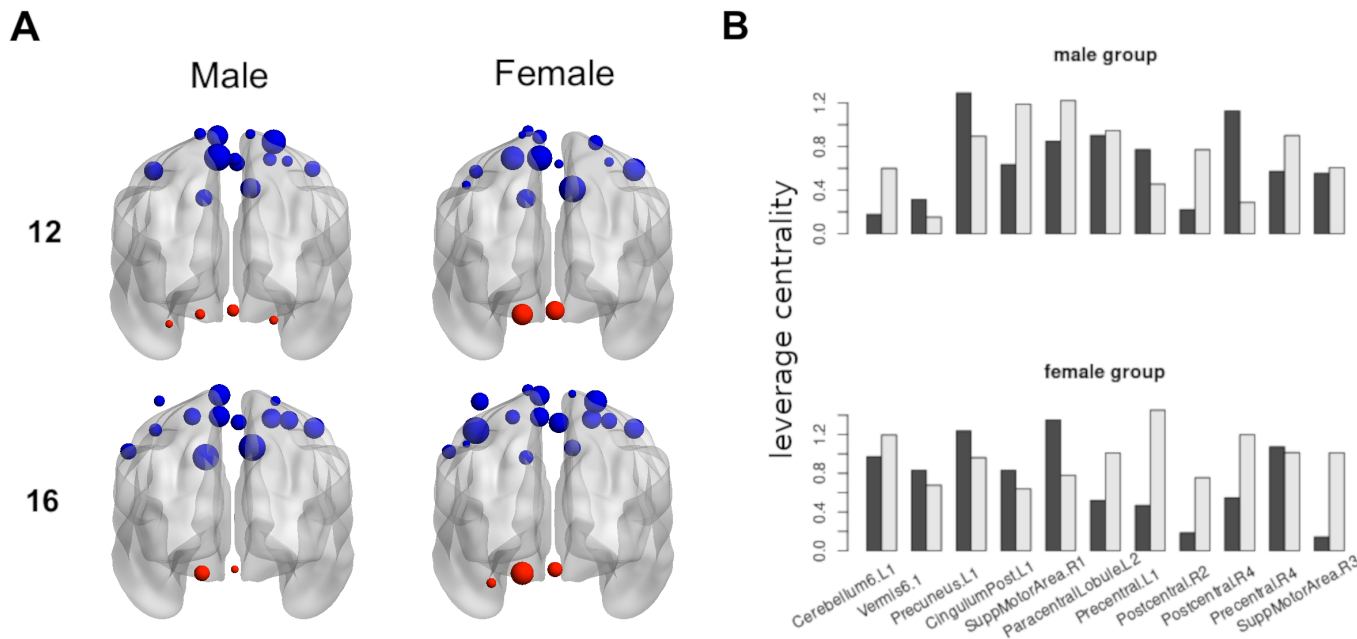 A
Male
Female
12
16
B
male group
1.2
0.8
0.4
0.0
leverage centrality
female group
1.2
0.8
0.4
0.0
Cerebellum6.L1
Vermis6.1
Precuneus.L1
CingulumPost.L1
SuppMotorArea.R1
ParacentralLobule.L2
Precentral.L1
Postcentral.R2
Postcentral.R4
Precentral.R4
SuppMotorArea.R3